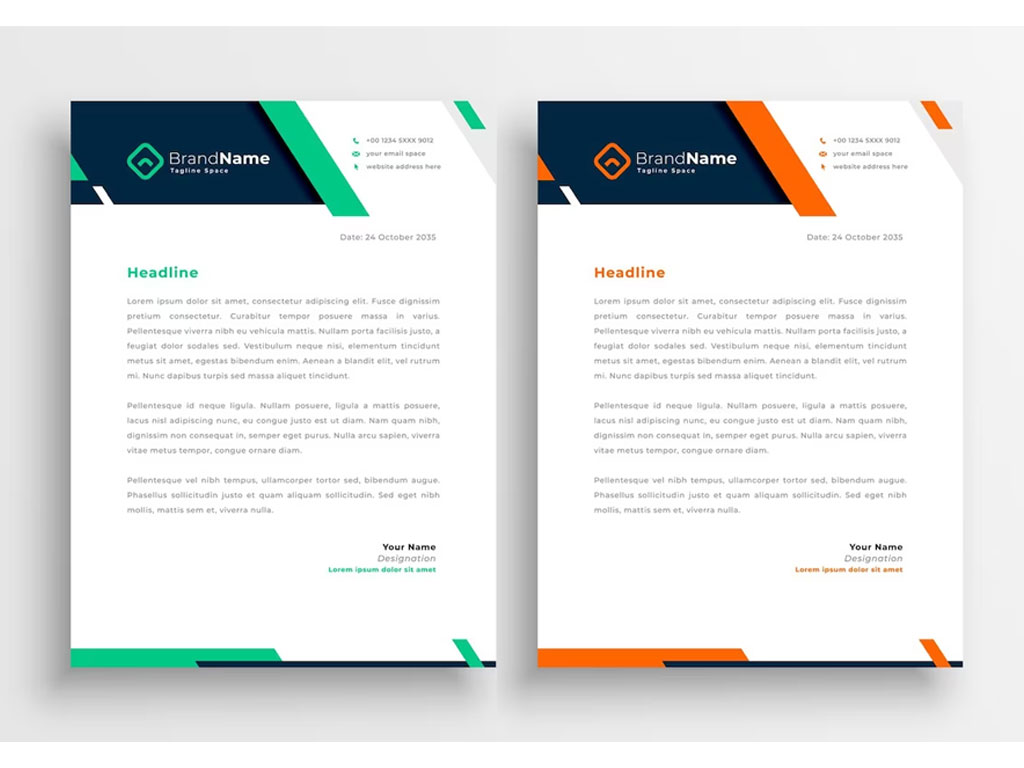 BrandName
Tagline Space
+00 1234 5XXX 9012
your email space
website address here
Date: 24 October 2035
Headline
Lorem ipsum dolor sit amet, consectetur adipiscing elit. Fusce dignissim
pretium consectetur. Curabitur tempor posuere massa in varius.
Pellentesque viverra nibh eu vehicula mattis. Nullam porta facilisis justo, a
feugiat dolor sodales sed. Vestibulum neque nisi, elementum tincidunt
metus sit amet, egestas bibendum enim. Aenean a blandit elit, vel rutrum
mi. Nunc dapibus turpis sed massa aliquet tincidunt.
Pellentesque id neque ligula. Nullam posuere, ligula a mattis posuere,
lacus nisl adipiscing nunc, eu congue justo est ut diam. Nam quam nibh,
dignissim non consequat in, semper eget purus. Nulla arcu sapien, viverra
vitae metus tempor, congue ornare diam.
Pellentesque vel nibh tempus, ullamcorper tortor sed, bibendum augue.
Phasellus sollicitudin justo et quam aliquam sollicitudin. Sed eget nibh
mollis, mattis sem et, viverra nulla.
Your Name
Designation
Lorem ipsum dolor sit amet
BrandName
Tagline Space
+00 1234 5XXX 9012
your email space
website address here
Date: 24 October 2035
Headline
Lorem ipsum dolor sit amet, consectetur adipiscing elit. Fusce dignissim
pretium consectetur. Curabitur tempor posuere massa in varius.
Pellentesque viverra nibh eu vehicula mattis. Nullam porta facilisis justo, a
feugiat dolor sodales sed. Vestibulum neque nisi, elementum tincidunt
metus sit amet, egestas bibendum enim. Aenean a blandit elit, vel rutrum
mi. Nunc dapibus turpis sed massa aliquet tincidunt.
Pellentesque id neque ligula. Nullam posuere, ligula a mattis posuere,
lacus nisl adipiscing nunc, eu congue justo est ut diam. Nam quam nibh,
dignissim non consequat in, semper eget purus. Nulla arcu sapien, viverra
vitae metus tempor, congue ornare diam.
Pellentesque vel nibh tempus, ullamcorper tortor sed, bibendum augue.
Phasellus sollicitudin justo et quam aliquam sollicitudin. Sed eget nibh
mollis, mattis sem et, viverra nulla.
Your Name
Designation
Lorem ipsum dolor sit amet